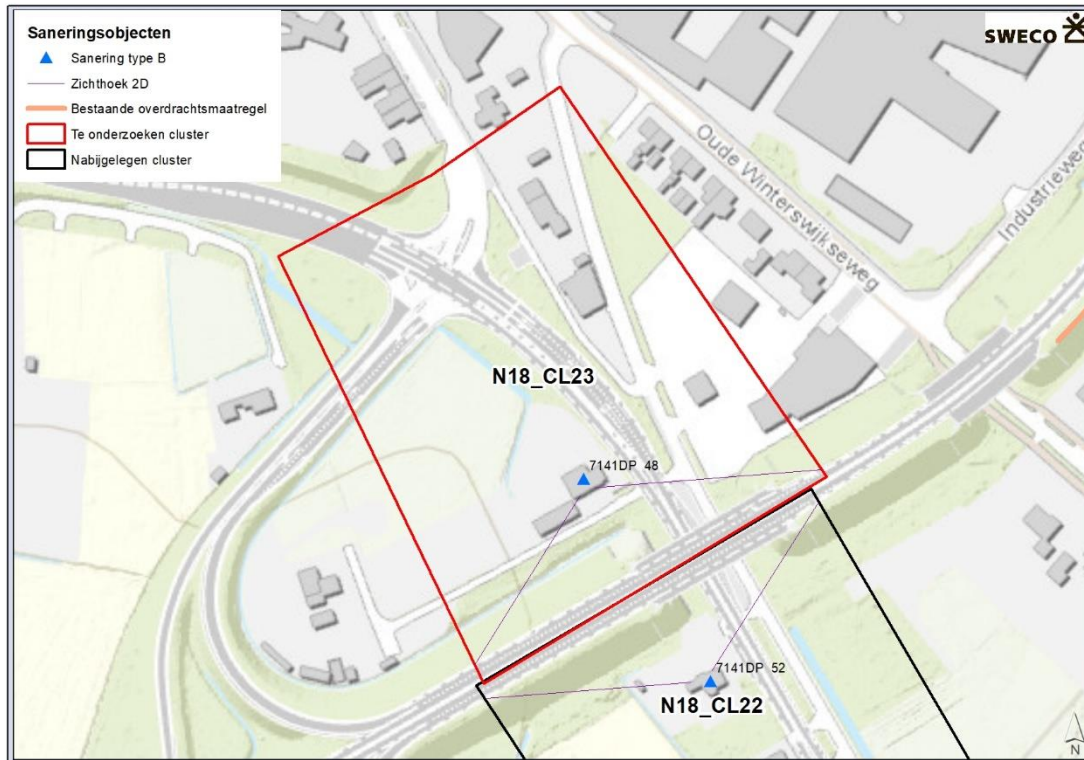 Saneringsobjecten
Sanering type B
Zichthoek 2D
Bestaande overdrachtsmaatregel
Te onderzoeken cluster
Nabijgelegen cluster
SWECO
Oude Winterswijkseweg
Industrieweg
N18_CL23
7141DP_48
7141DP_52
N18_CL22
N